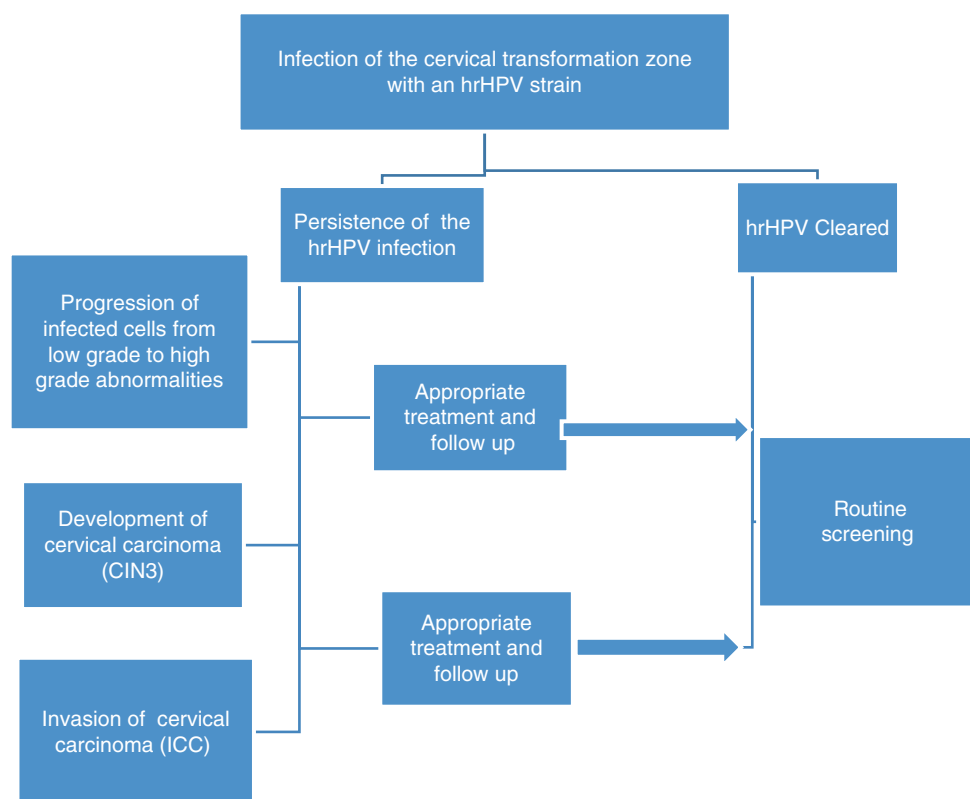 Infection of the cervical transformation zone
with an hrHPV strain
Persistence of the
hrHPV infection
hrHPV Cleared
Progression of
infected cells from
low grade to high
grade abnormalities
Appropriate
treatment and
follow up
Development of
cervical carcinoma
(CIN3)
Routine
screening
Appropriate
treatment and
follow up
Invasion of cervical
carcinoma (ICC)